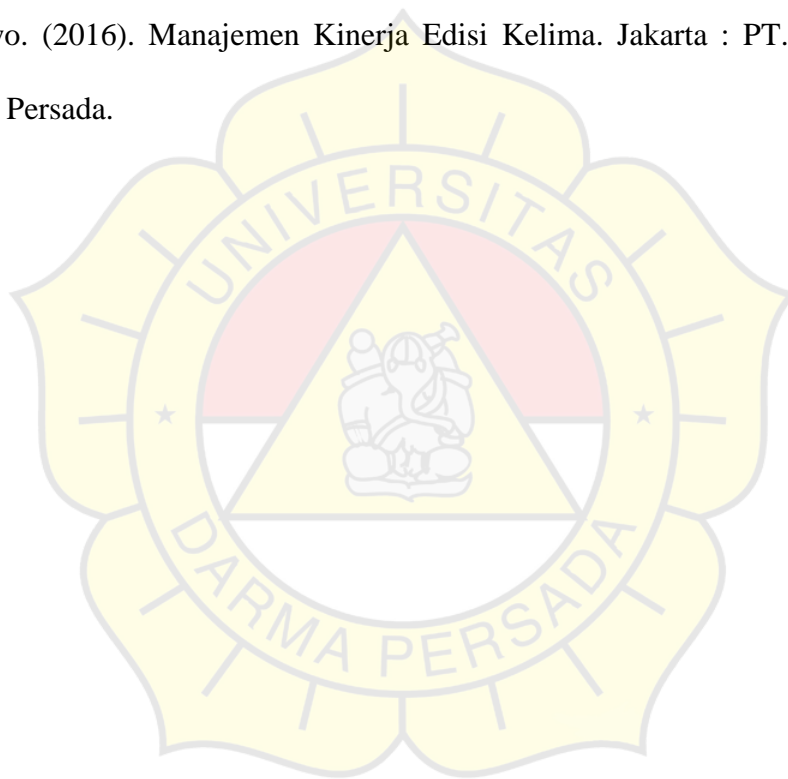 vo. (2016). Manajemen Kinerja Edisi Kelima. Jakarta : PT.
Persada.
UNIVERSITAS
DARMA PERSADA